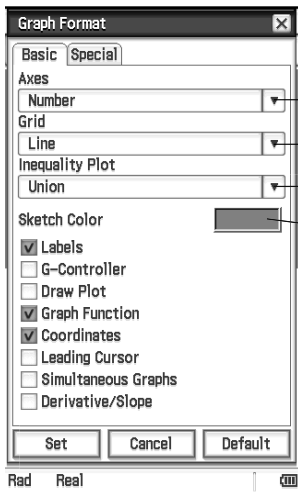 Graph Format
Basic Special
Axes
Number
Grid
Line
Inequality Plot
Union
Sketch Color
Labels
G-Controller
Draw Plot
Graph Function
Coordinates
Leading Cursor
Simultaneous Graphs
Derivative/Slope
Set Cancel Default
Rad Real